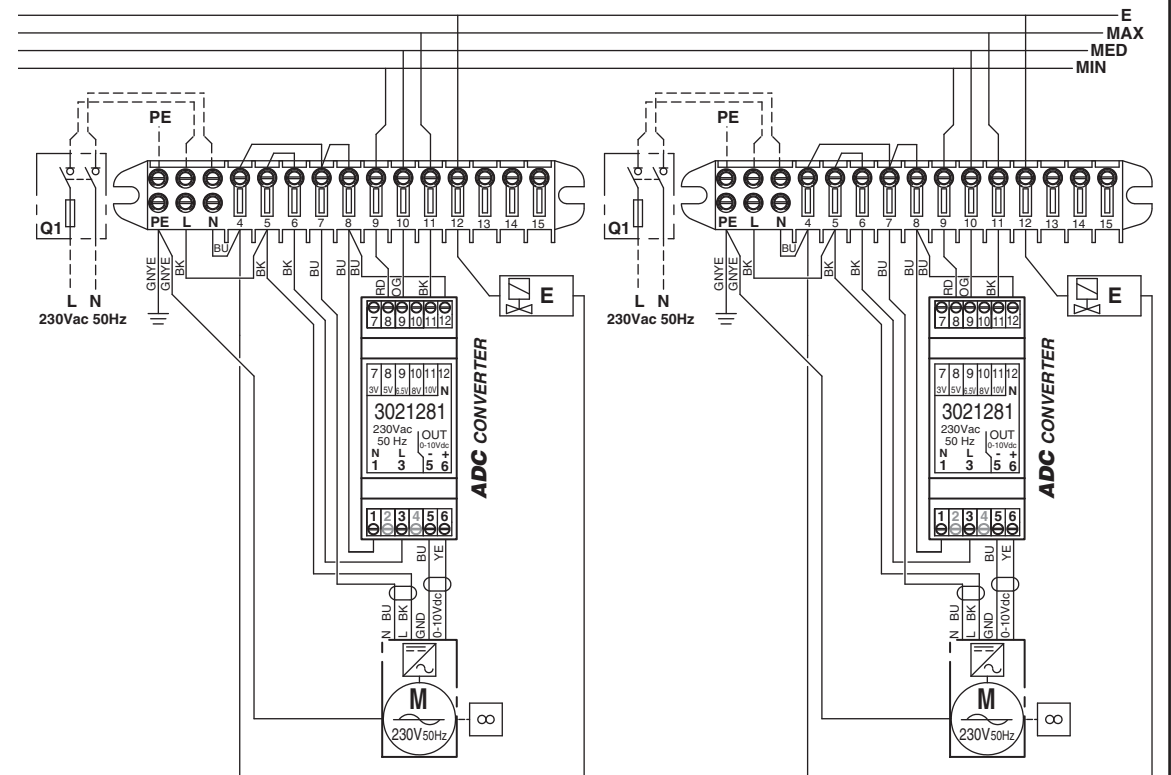 E
MAX
MED
MIN
PE
PE
Q1
PE L N 4 5 6 7 8 9 10 11 12 13 14 15
Q1
PE L N 4 5 6 7 8 9 10 11 12 13 14 15
BU
BU
GNYE GNYE BK BK BK BU BU BU RD OG BK
GNYE GNYE BK BK BK BU BU BU RD OG BK
L N
230Vac 50Hz
E
L N
230Vac 50Hz
E
7 8 9 10 11 12
7 8 9 10 11 12
7 8 9 10 11 12
3V 5V 6.5V 8V 10V N
3021281
230Vac
50 Hz
OUT
0-10Vdc
N L - +
1 3 5 6
ADC CONVERTER
7 8 9 10 11 12
3V 5V 6.5V 8V 10V N
3021281
230Vac
50 Hz
OUT
0-10Vdc
N L - +
1 3 5 6
ADC CONVERTER
1 2 3 4 5 6
1 2 3 4 5 6
BU YE
BU YE
N BU
L BK
GND
0-10Vdc
N BU
L BK
GND
0-10Vdc
M
230V50Hz
8
M
230V50Hz
8